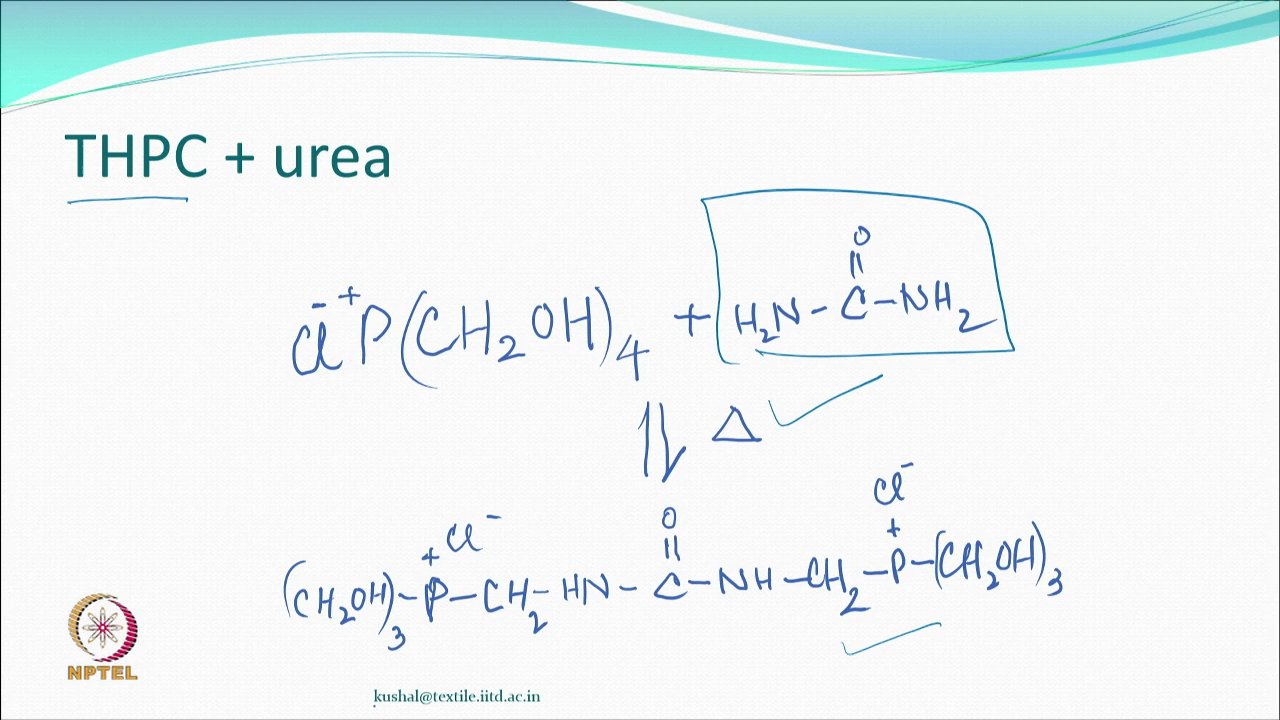 THPC + urea
Cl⁻ ⁺P(CH₂OH)₄ + H₂N-C-NH₂
O
||
⇅ Δ
Cl⁻ Cl⁻
+ O +
||
(CH₂OH)₃-P-CH₂-HN-C-NH-CH₂-P-(CH₂OH)₃
NPTEL
kushal@textile.iitd.ac.in